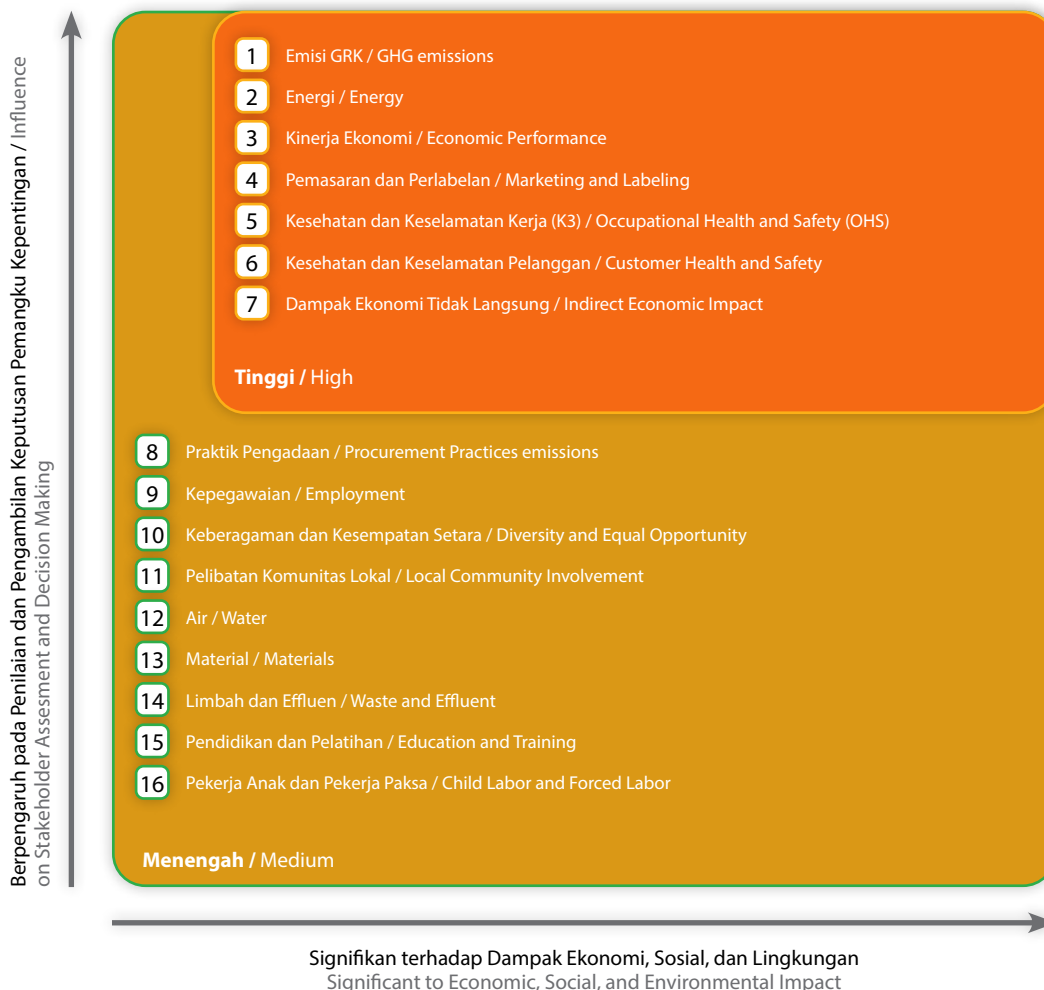 Berpengaruh pada Penilaian dan Pengambilan Keputusan Pemangku Kepentingan / Influence
on Stakeholder Assesment and Decision Making
1 Emisi GRK / GHG emissions
2 Energi / Energy
3 Kinerja Ekonomi / Economic Performance
4 Pemasaran dan Perlabelan / Marketing and Labeling
5 Kesehatan dan Keselamatan Kerja (K3) / Occupational Health and Safety (OHS)
6 Kesehatan dan Keselamatan Pelanggan / Customer Health and Safety
7 Dampak Ekonomi Tidak Langsung / Indirect Economic Impact
Tinggi / High
8 Praktik Pengadaan / Procurement Practices emissions
9 Kepegawaian / Employment
10 Keberagaman dan Kesempatan Setara / Diversity and Equal Opportunity
11 Pelibatan Komunitas Lokal / Local Community Involvement
12 Air / Water
13 Material / Materials
14 Limbah dan Effluen / Waste and Effluent
15 Pendidikan dan Pelatihan / Education and Training
16 Pekerja Anak dan Pekerja Paksa / Child Labor and Forced Labor
Menengah / Medium
Signifikan terhadap Dampak Ekonomi, Sosial, dan Lingkungan
Significant to Economic, Social, and Environmental Impact